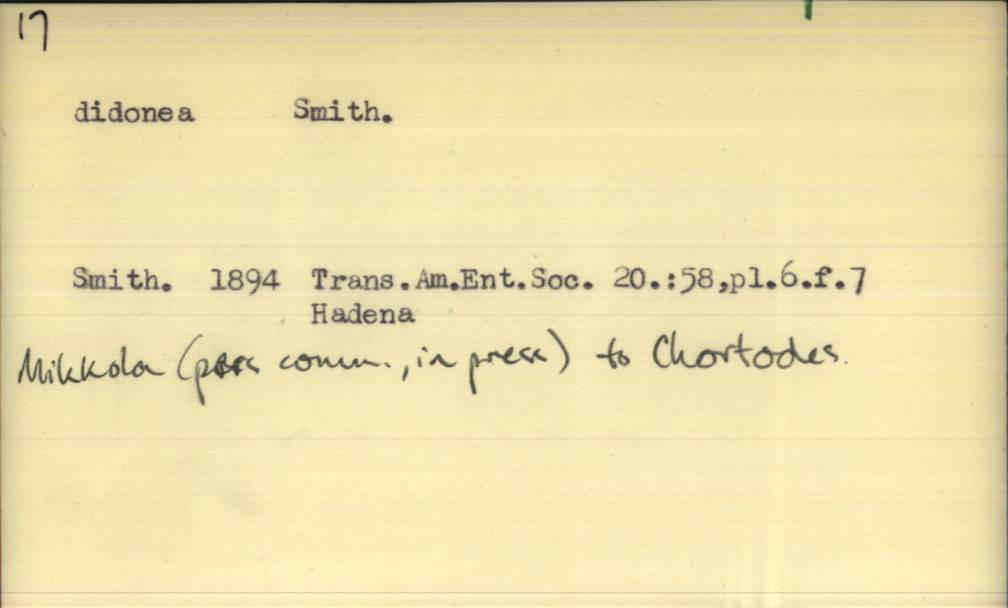 17
didonea Smith.
Smith. 1894 Trans.Am.Ent.Soc. 20.:58,pl.6.f.7
Hadena
Mikkola (pers comm., in press) to Chortodes.